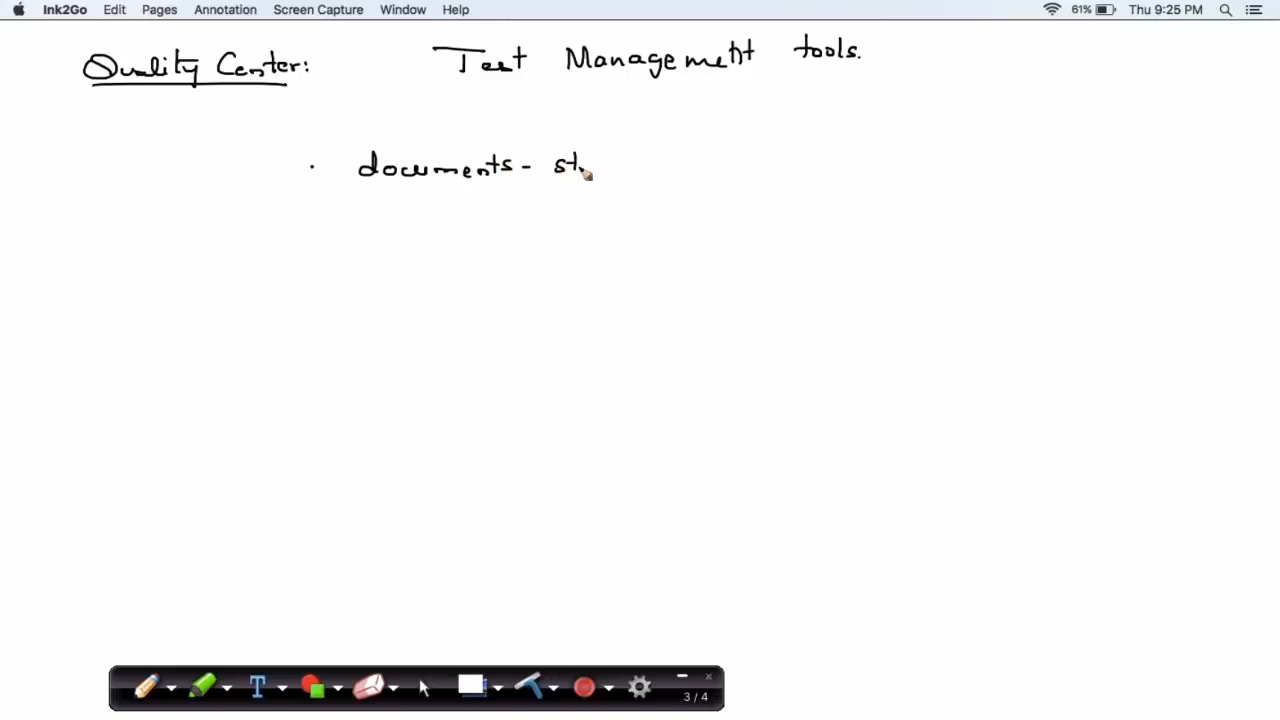 Ink2Go Edit Pages Annotation Screen Capture Window Help 61% Thu 9:25 PM
Quality Center: Test Management tools.
. documents - st
T 3 / 4